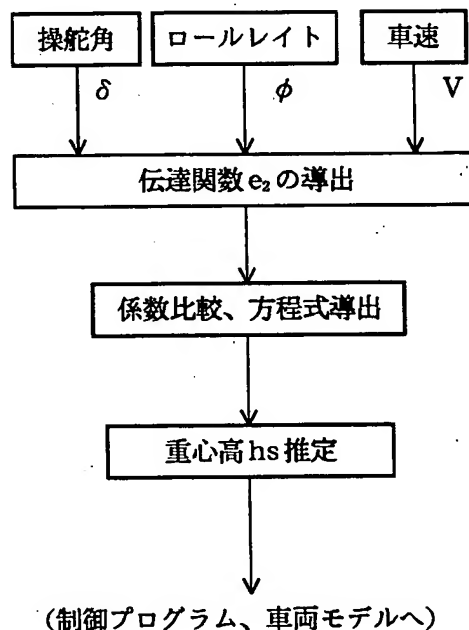 操舵角 ロールレイト 車速
δ ϕ V
伝達関数e₂の導出
係数比較、方程式導出
重心高hs推定
(制御プログラム、車両モデルへ)